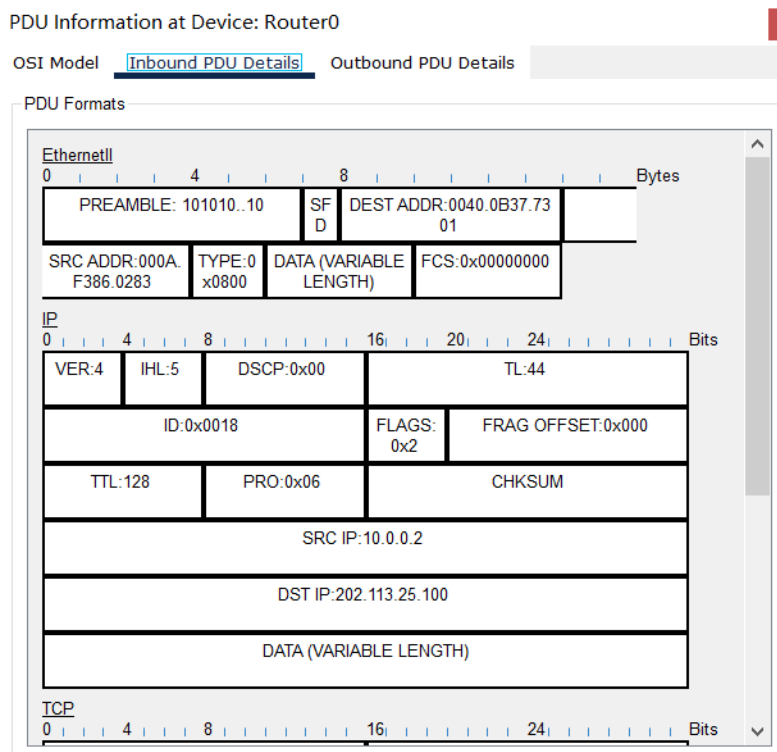 PDU Information at Device: Router0
OSI Model Inbound PDU Details Outbound PDU Details
PDU Formats
EthernetII
0 4 8 Bytes
PREAMBLE: 101010..10 SF DEST ADDR:0040.0B37.73
D 01
SRC ADDR:000A. TYPE:0 DATA (VARIABLE FCS:0x00000000
F386.0283 x0800 LENGTH)
IP
0 4 8 16 20 24 Bits
VER:4 IHL:5 DSCP:0x00 TL:44
ID:0x0018 FLAGS: FRAG OFFSET:0x000
0x2
TTL:128 PRO:0x06 CHKSUM
SRC IP:10.0.0.2
DST IP:202.113.25.100
DATA (VARIABLE LENGTH)
TCP
0 4 8 16 24 Bits